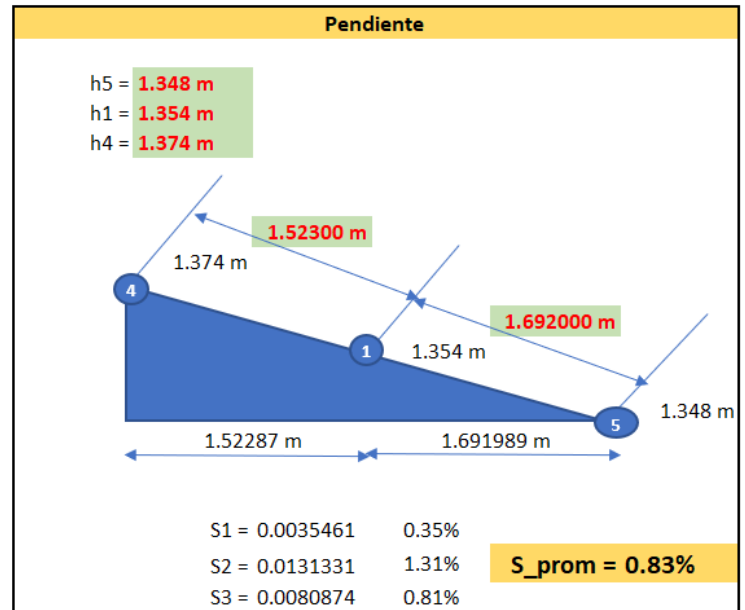 Pendiente
h5 = 1.348 m
h1 = 1.354 m
h4 = 1.374 m
1.52300 m
1.374 m
4
1.692000 m
1
1.354 m
1.348 m
5
1.52287 m
1.691989 m
S1 = 0.0035461 0.35%
S2 = 0.0131331 1.31%
S_prom = 0.83%
S3 = 0.0080874 0.81%